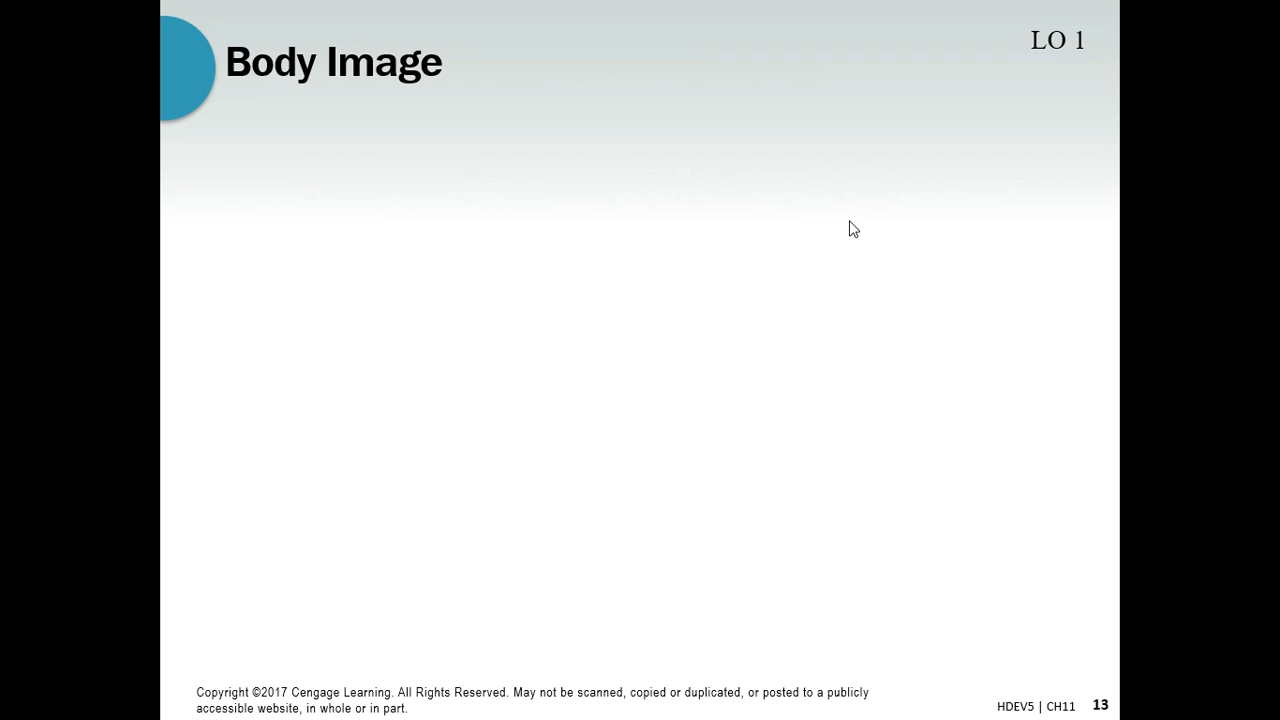 Body Image
LO 1
Copyright ©2017 Cengage Learning. All Rights Reserved. May not be scanned, copied or duplicated, or posted to a publicly
accessible website, in whole or in part.
HDEV5 | CH11 13